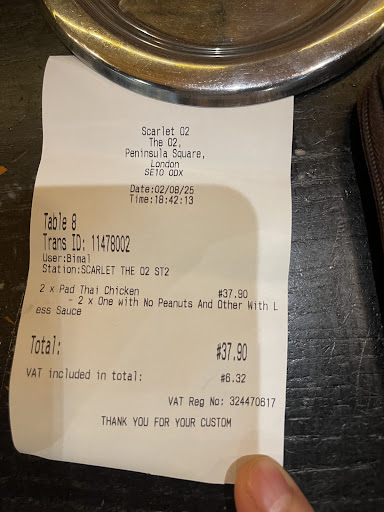 Scarlet O2
The O2,
Peninsula Square,
London
SE10 0DX
Date:02/08/25
Time:18:42:13
Table 8
Trans ID: 11478002
User:Bimal
Station:SCARLET THE O2 ST2
2 x Pad Thai Chicken #37.90
- 2 x One with No Peanuts And Other With L
ess Sauce
Total: #37.90
VAT included in total: #6.32
VAT Reg No: 324470617
THANK YOU FOR YOUR CUSTOM